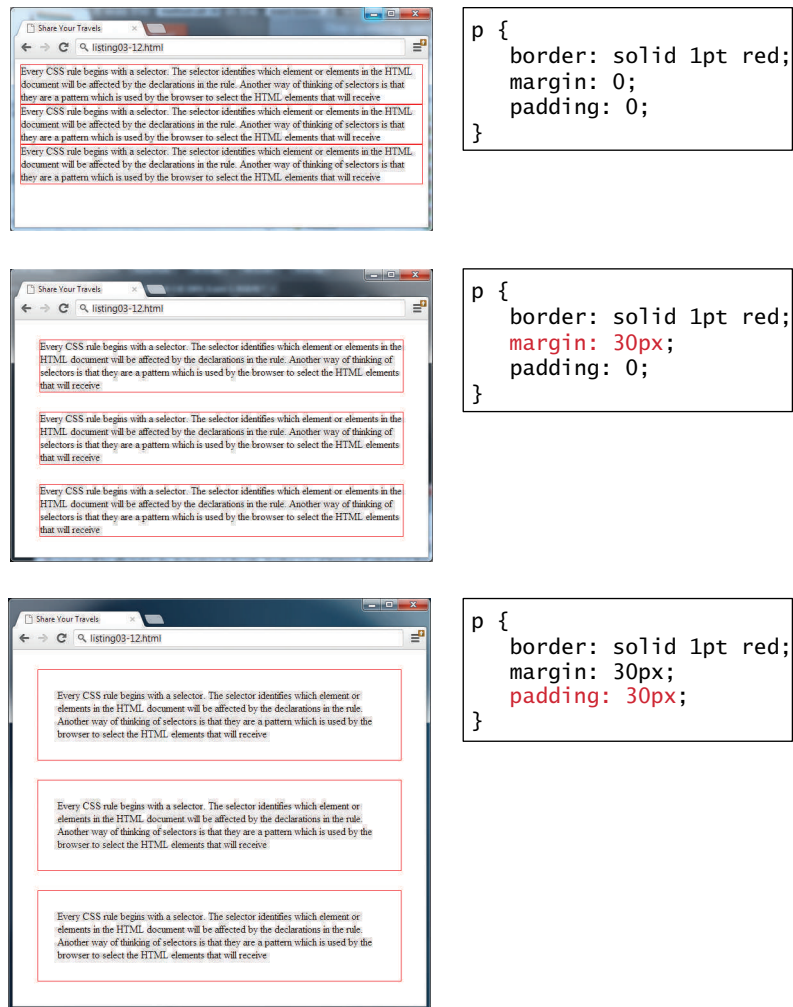 Share Your Travels
listing03-12.html
Every CSS rule begins with a selector. The selector identifies which element or elements in the HTML
document will be affected by the declarations in the rule. Another way of thinking of selectors is that
they are a pattern which is used by the browser to select the HTML elements that will receive
Every CSS rule begins with a selector. The selector identifies which element or elements in the HTML
document will be affected by the declarations in the rule. Another way of thinking of selectors is that
they are a pattern which is used by the browser to select the HTML elements that will receive
Every CSS rule begins with a selector. The selector identifies which element or elements in the HTML
document will be affected by the declarations in the rule. Another way of thinking of selectors is that
they are a pattern which is used by the browser to select the HTML elements that will receive
p {
border: solid 1pt red;
margin: 0;
padding: 0;
}
Share Your Travels
listing03-12.html
Every CSS rule begins with a selector. The selector identifies which element or elements in the
HTML document will be affected by the declarations in the rule. Another way of thinking of
selectors is that they are a pattern which is used by the browser to select the HTML elements
that will receive
Every CSS rule begins with a selector. The selector identifies which element or elements in the
HTML document will be affected by the declarations in the rule. Another way of thinking of
selectors is that they are a pattern which is used by the browser to select the HTML elements
that will receive
Every CSS rule begins with a selector. The selector identifies which element or elements in the
HTML document will be affected by the declarations in the rule. Another way of thinking of
selectors is that they are a pattern which is used by the browser to select the HTML elements
that will receive
p {
border: solid 1pt red;
margin: 30px;
padding: 0;
}
Share Your Travels
listing03-12.html
Every CSS rule begins with a selector. The selector identifies which element or
elements in the HTML document will be affected by the declarations in the rule.
Another way of thinking of selectors is that they are a pattern which is used by the
browser to select the HTML elements that will receive
Every CSS rule begins with a selector. The selector identifies which element or
elements in the HTML document will be affected by the declarations in the rule.
Another way of thinking of selectors is that they are a pattern which is used by the
browser to select the HTML elements that will receive
Every CSS rule begins with a selector. The selector identifies which element or
elements in the HTML document will be affected by the declarations in the rule.
Another way of thinking of selectors is that they are a pattern which is used by the
browser to select the HTML elements that will receive
p {
border: solid 1pt red;
margin: 30px;
padding: 30px;
}